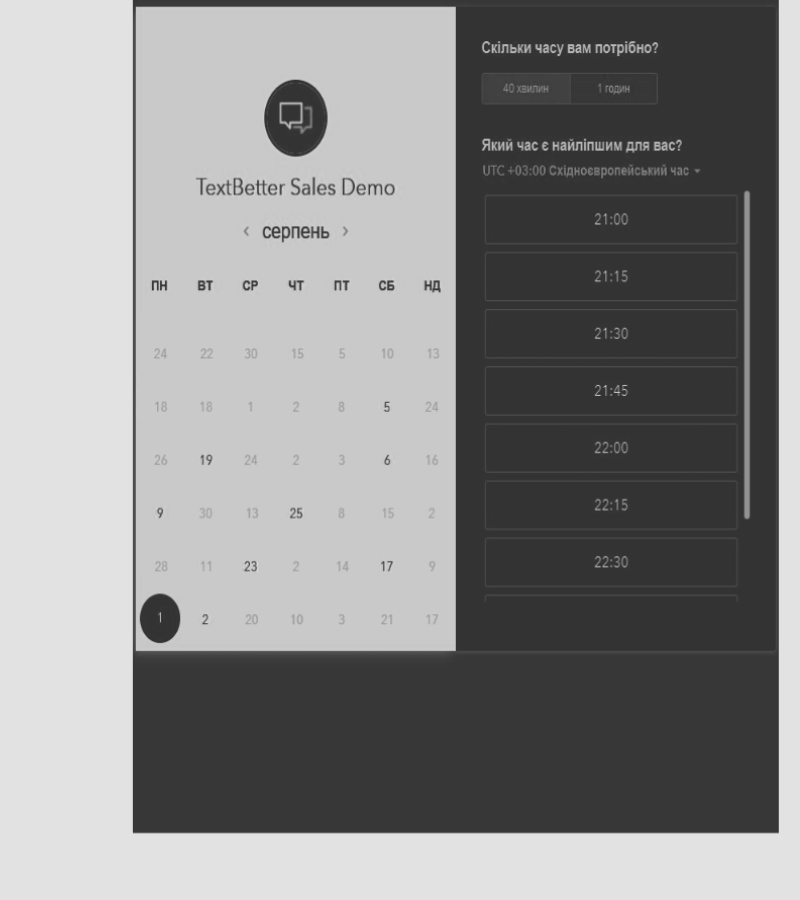 TextBetter Sales Demo
< серпень >
ПН ВТ СР ЧТ ПТ СБ НД
24 22 30 15 5 10 13
18 18 1 2 8 5 24
26 19 24 2 3 6 16
9 30 13 25 8 15 2
28 11 23 2 14 17 9
1 2 20 10 3 21 17
Скільки часу вам потрібно?
40 хвилин 1 годин
Який час є найліпшим для вас?
UTC +03:00 Східноєвропейський час
21:00
21:15
21:30
21:45
22:00
22:15
22:30